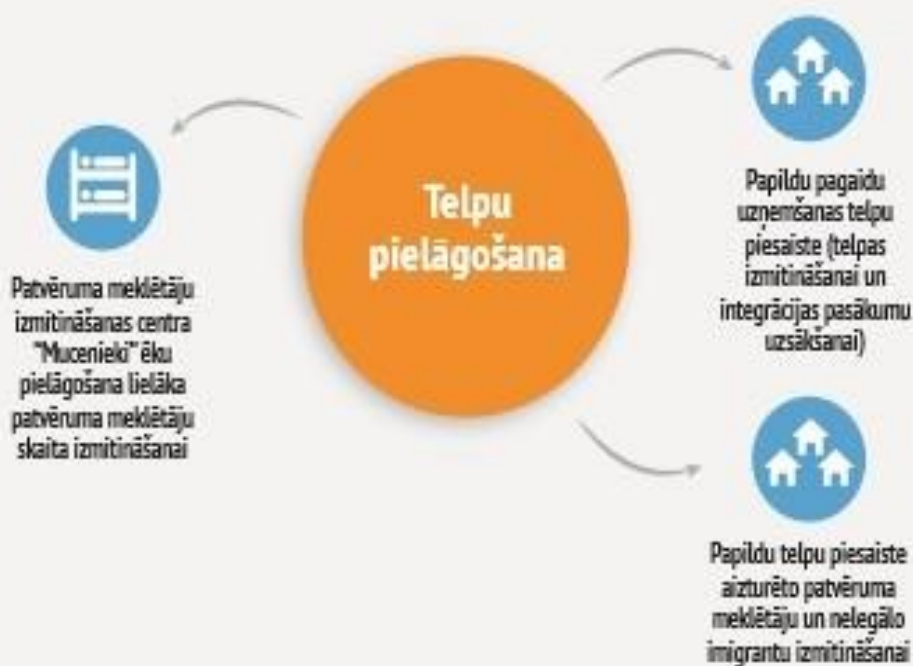 Telpu
pielāgošana
Patvēruma meklētāju
izmitināšanas centra
"Mucenieki" ēku
pielāgošana lielāka
patvēruma meklētāju
skaita izmitināšanai
Papildu pagaidu
uzņemšanas telpu
piesaiste (telpas
izmitināšanai un
integrācijas pasākumu
uzsākšanai)
Papildu telpu piesaiste
aizturēto patvēruma
meklētāju un nelegālo
imigrantu izmitināšanai